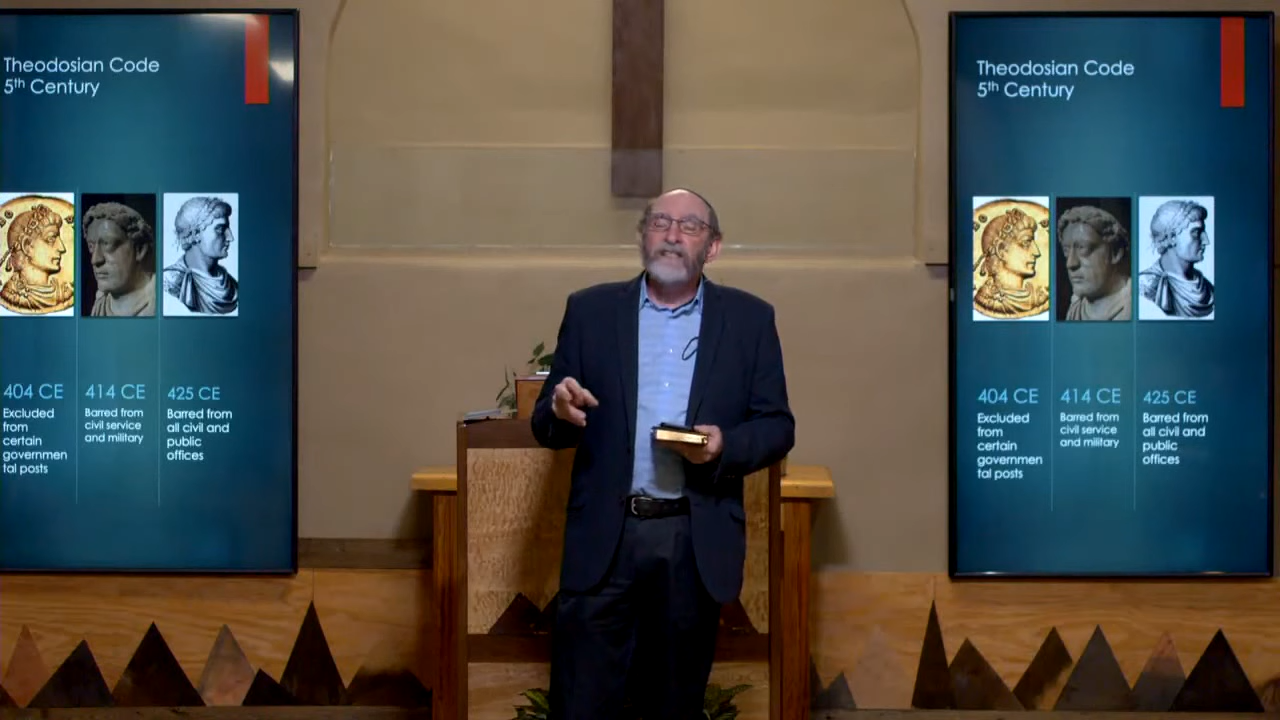 Theodosian Code
5th Century
404 CE
Excluded
from
certain
governmen
tal posts
414 CE
Barred from
civil service
and military
425 CE
Barred from
all civil and
public
offices
Theodosian Code
5th Century
404 CE
Excluded
from
certain
governmen
tal posts
414 CE
Barred from
civil service
and military
425 CE
Barred from
all civil and
public
offices